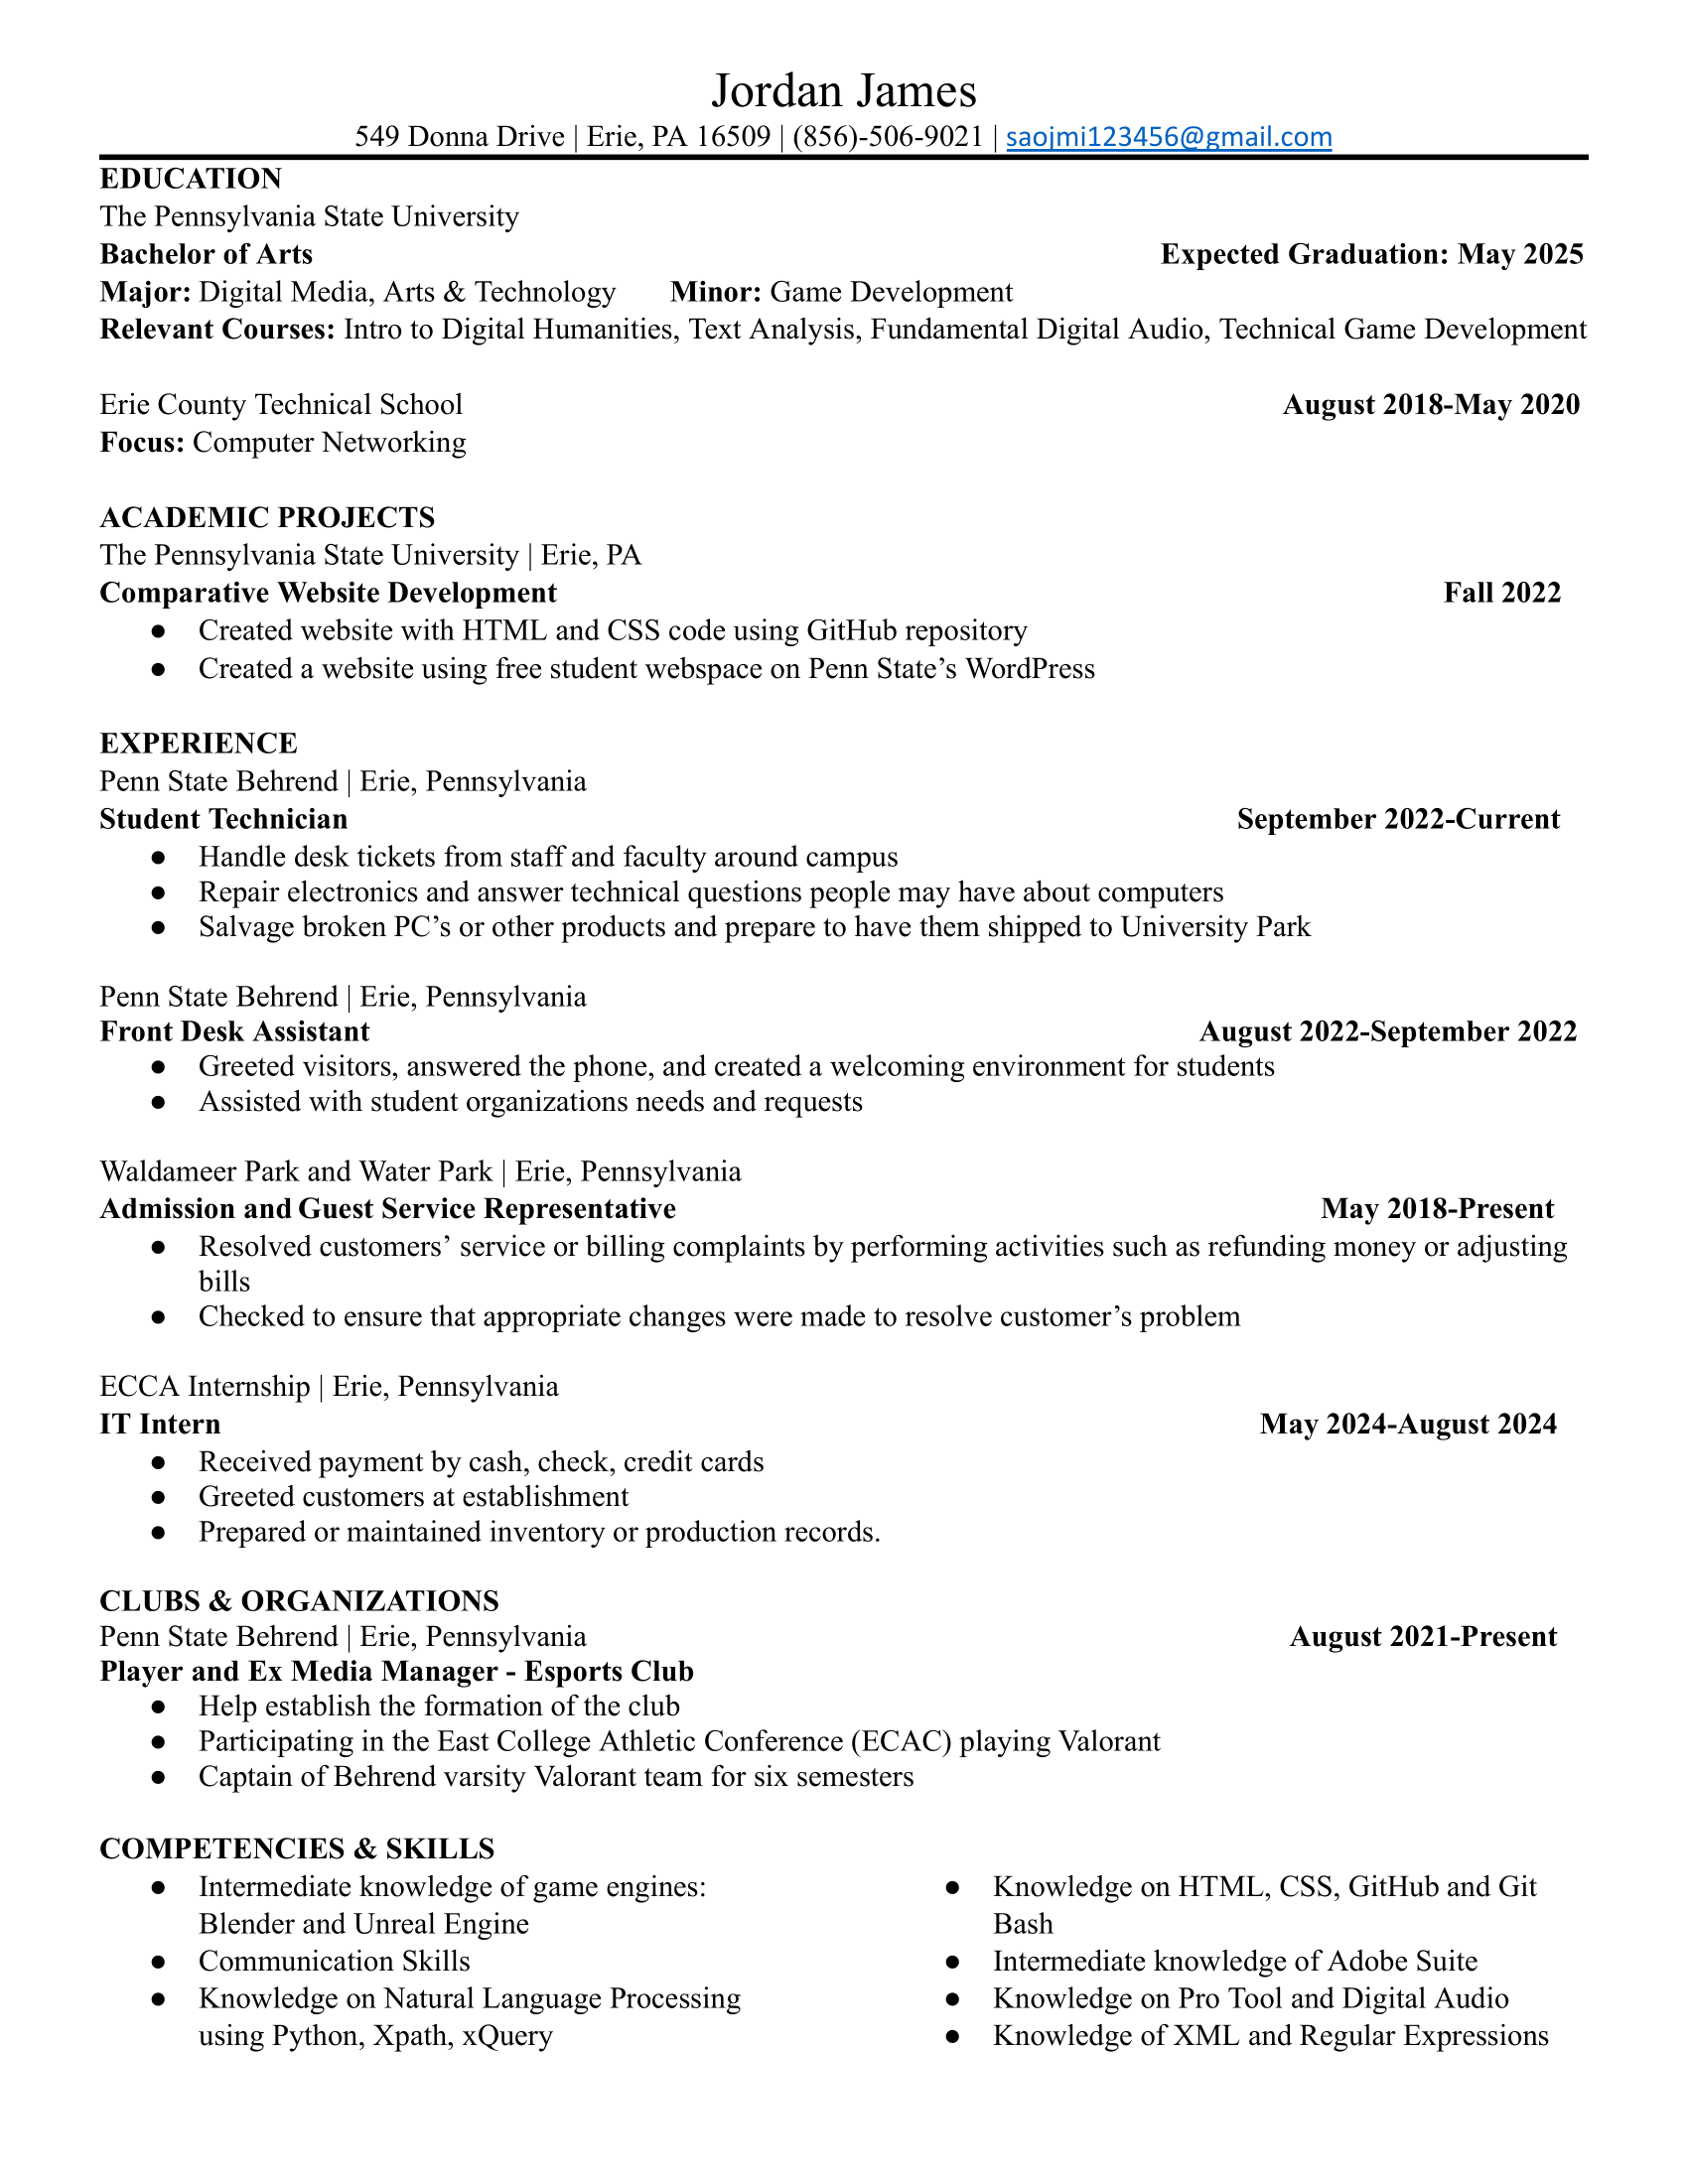 Jordan James
549 Donna Drive | Erie, PA 16509 | (856)-506-9021 | saojmi123456@gmail.com
EDUCATION
The Pennsylvania State University
Bachelor of Arts Expected Graduation: May 2025
Major: Digital Media, Arts & Technology Minor: Game Development
Relevant Courses: Intro to Digital Humanities, Text Analysis, Fundamental Digital Audio, Technical Game Development
Erie County Technical School August 2018-May 2020
Focus: Computer Networking
ACADEMIC PROJECTS
The Pennsylvania State University | Erie, PA
Comparative Website Development Fall 2022
● Created website with HTML and CSS code using GitHub repository
● Created a website using free student webspace on Penn State’s WordPress
EXPERIENCE
Penn State Behrend | Erie, Pennsylvania
Student Technician September 2022-Current
● Handle desk tickets from staff and faculty around campus
● Repair electronics and answer technical questions people may have about computers
● Salvage broken PC’s or other products and prepare to have them shipped to University Park
Penn State Behrend | Erie, Pennsylvania
Front Desk Assistant August 2022-September 2022
● Greeted visitors, answered the phone, and created a welcoming environment for students
● Assisted with student organizations needs and requests
Waldameer Park and Water Park | Erie, Pennsylvania
Admission and Guest Service Representative May 2018-Present
● Resolved customers’ service or billing complaints by performing activities such as refunding money or adjusting
bills
● Checked to ensure that appropriate changes were made to resolve customer’s problem
ECCA Internship | Erie, Pennsylvania
IT Intern May 2024-August 2024
● Received payment by cash, check, credit cards
● Greeted customers at establishment
● Prepared or maintained inventory or production records.
CLUBS & ORGANIZATIONS
Penn State Behrend | Erie, Pennsylvania August 2021-Present
Player and Ex Media Manager - Esports Club
● Help establish the formation of the club
● Participating in the East College Athletic Conference (ECAC) playing Valorant
● Captain of Behrend varsity Valorant team for six semesters
COMPETENCIES & SKILLS
● Intermediate knowledge of game engines:
Blender and Unreal Engine
● Communication Skills
● Knowledge on Natural Language Processing
using Python, Xpath, xQuery
● Knowledge on HTML, CSS, GitHub and Git
Bash
● Intermediate knowledge of Adobe Suite
● Knowledge on Pro Tool and Digital Audio
● Knowledge of XML and Regular Expressions